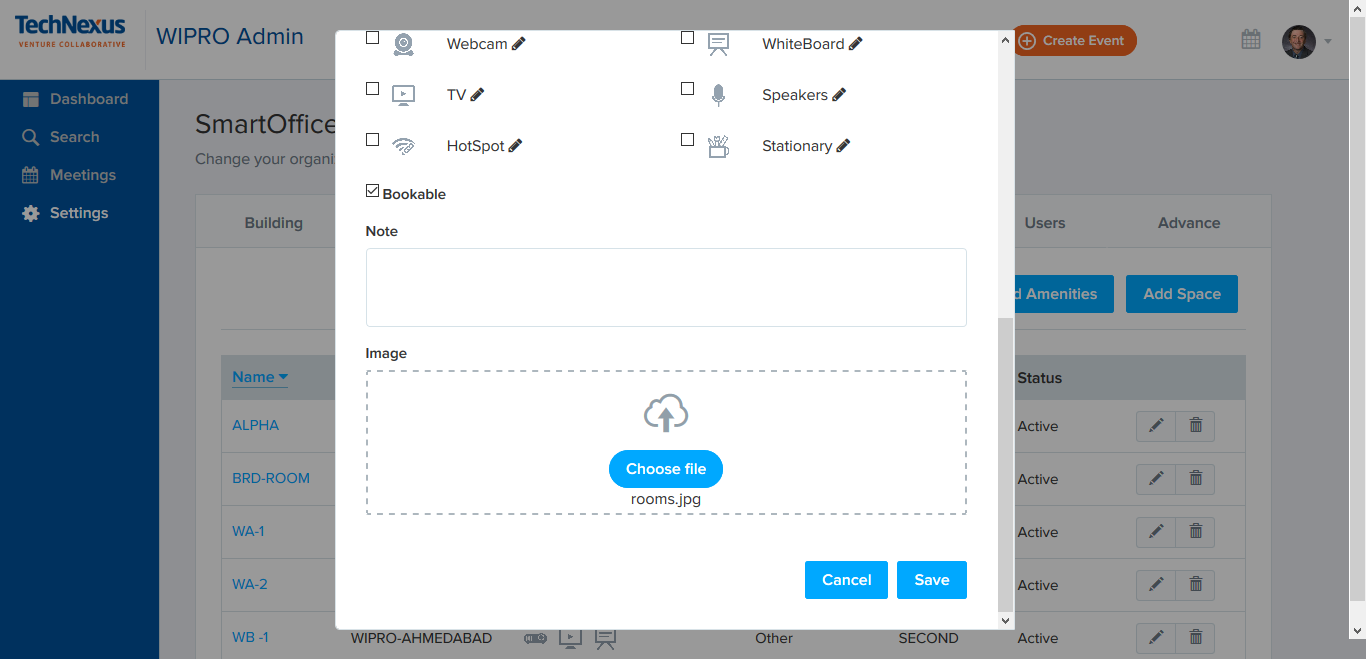 TechNexus
VENTURE COLLABORATIVE
WIPRO Admin
Create Event
Dashboard
Search
Meetings
Settings
SmartOffice
Change your organi
Building
Users
Advance
d Amenities
Add Space
Name
Status
ALPHA
Active
BRD-ROOM
Active
WA-1
Active
WA-2
Active
WB -1
WIPRO-AHMEDABAD
Other
SECOND
Active
Webcam
WhiteBoard
TV
Speakers
HotSpot
Stationary
Bookable
Note
Image
Choose file
rooms.jpg
Cancel
Save